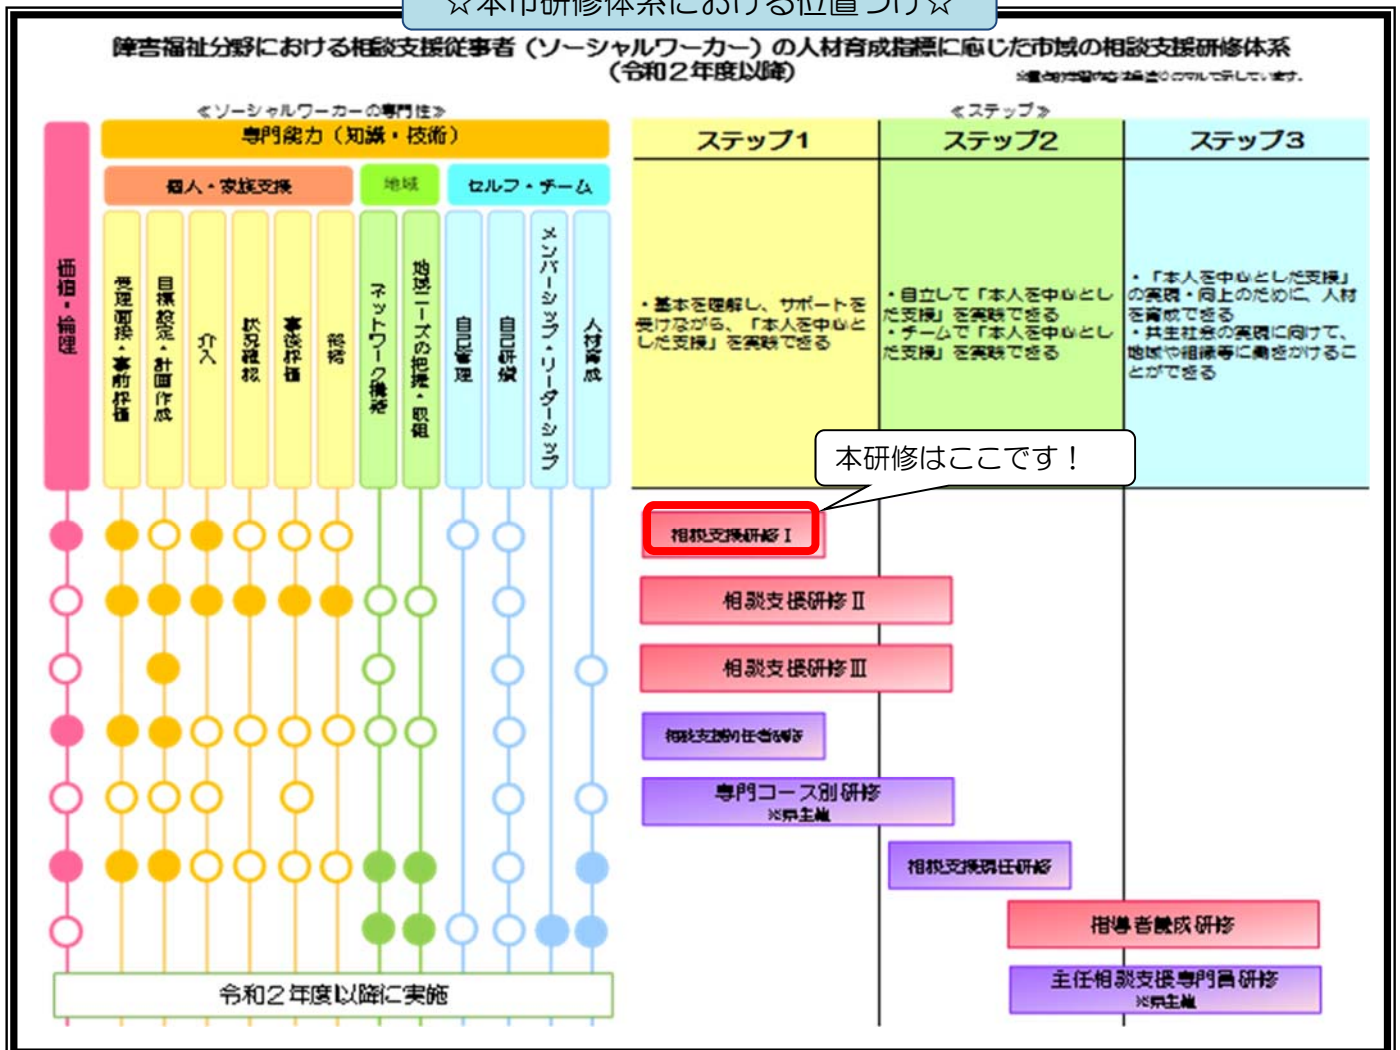 ☆本市研修体系における位置づけ☆
障害福祉分野における相談支援従事者（ソーシャルワーカー）の人材育成指標に応じた市域の相談支援研修体系
（令和２年度以降）
≪ソーシャルワーカーの専門性≫
≪ステップ≫
専門能力（知識・技術）
個人・家族支援
地域
セルフ・チーム
価値・倫理
受理面接・事前評価
目標設定・計画作成
介入
状況確認
事後評価
終結
ネットワーク構築
地域ニーズの把握・取組
自己管理
自己研鑽
メンバーシップ・リーダーシップ
人材育成
ステップ１
ステップ２
ステップ３
・基本を理解し、サポートを
受けながら、「本人を中心と
した支援」を実践できる
・自立して「本人を中心とし
た支援」を実践できる
・チームで「本人を中心とし
た支援」を実践できる
・「本人を中心とした支援」
の実現・向上のために、人材
を育成できる
・共生社会の実現に向けて、
地域や組織等に働きかけるこ
とができる
本研修はここです！
相談支援研修Ⅰ
相談支援研修Ⅱ
相談支援研修Ⅲ
相談支援初任者研修
専門コース別研修
※県主催
相談支援現任研修
指導者養成研修
主任相談支援専門員研修
※県主催
令和２年度以降に実施